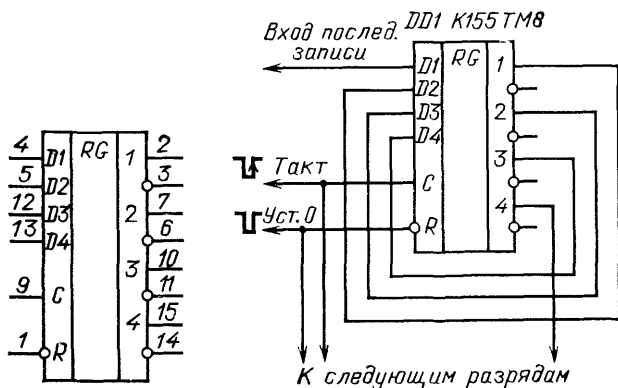 Вход послед.
записи
DD1 К155ТМ8
D1 RG 1
D2
D3 2
D4
3
Такт C
4
Уст. 0 R
К следующим разрядам
4 D1 RG 1 2
5 D2 3
12 D3 2 7
13 D4 6
3 10
9 C 11
4 15
1 R 14